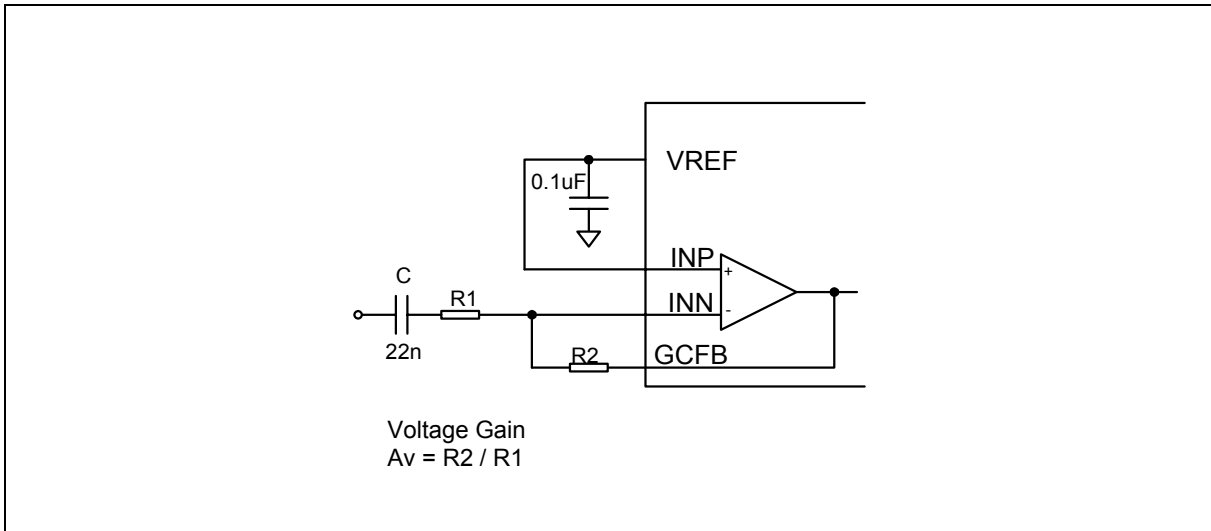 VREF
0.1uF
INP
+
C
R1
INN
-
22n
R2
GCFB
Voltage Gain
Av = R2 / R1